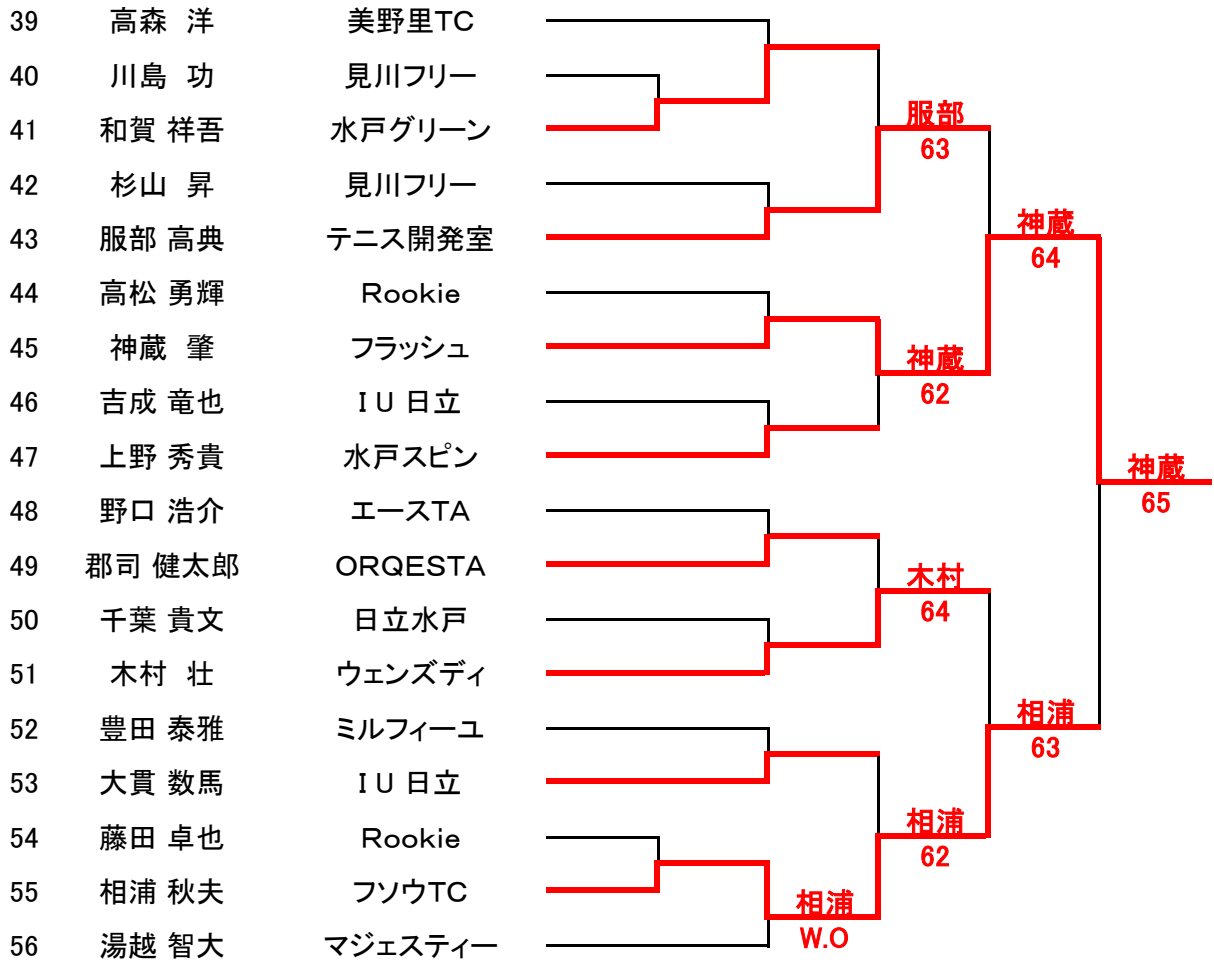 39 高森 洋 美野里TC
40 川島 功 見川フリー
41 和賀 祥吾 水戸グリーン
42 杉山 昇 見川フリー
43 服部 高典 テニス開発室
44 高松 勇輝 Rookie
45 神蔵 肇 フラッシュ
46 吉成 竜也 IU日立
47 上野 秀貴 水戸スピン
48 野口 浩介 エースTA
49 郡司 健太郎 ORQESTA
50 千葉 貴文 日立水戸
51 木村 壮 ウェンズディ
52 豊田 泰雅 ミルフィーユ
53 大貫 数馬 IU日立
54 藤田 卓也 Rookie
55 相浦 秋夫 フソウTC
56 湯越 智大 マジェスティー
相浦
W.O
服部
63
神蔵
62
木村
64
相浦
62
神蔵
64
相浦
63
神蔵
65